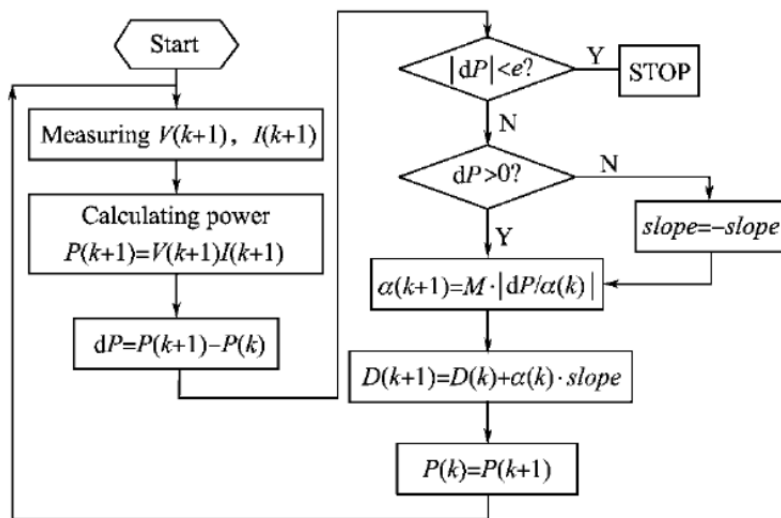 Start
Measuring V(k+1), I(k+1)
Calculating power
P(k+1)=V(k+1)I(k+1)
dP=P(k+1)–P(k)
|dP|<e?
Y
STOP
N
dP>0?
N
slope=–slope
Y
α(k+1)=M·|dP/α(k)|
D(k+1)=D(k)+α(k)·slope
P(k)=P(k+1)